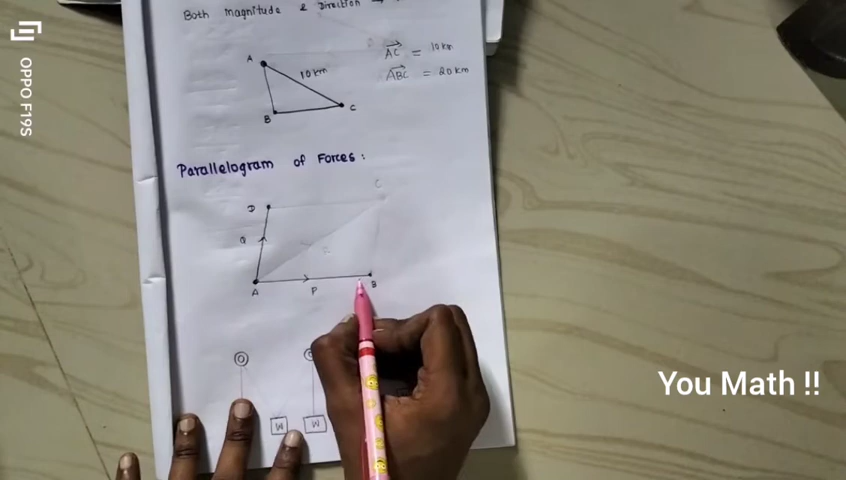 OPPO F19S
Both magnitude & Direction
A
10 km
B
C
AC = 10 km
ABC = 20 km
Parallelogram of Forces:
D
C
Q
R
A
P
B
W
W
You Math !!